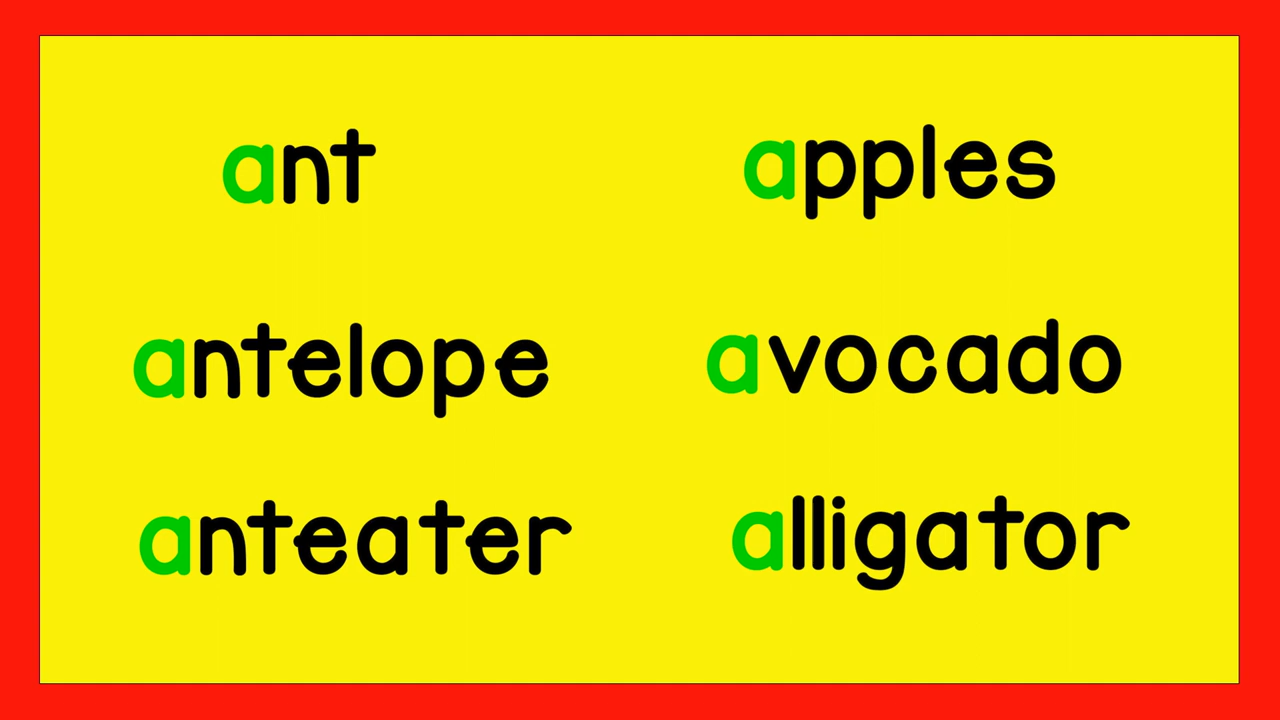 ant
apples
antelope
avocado
anteater
alligator